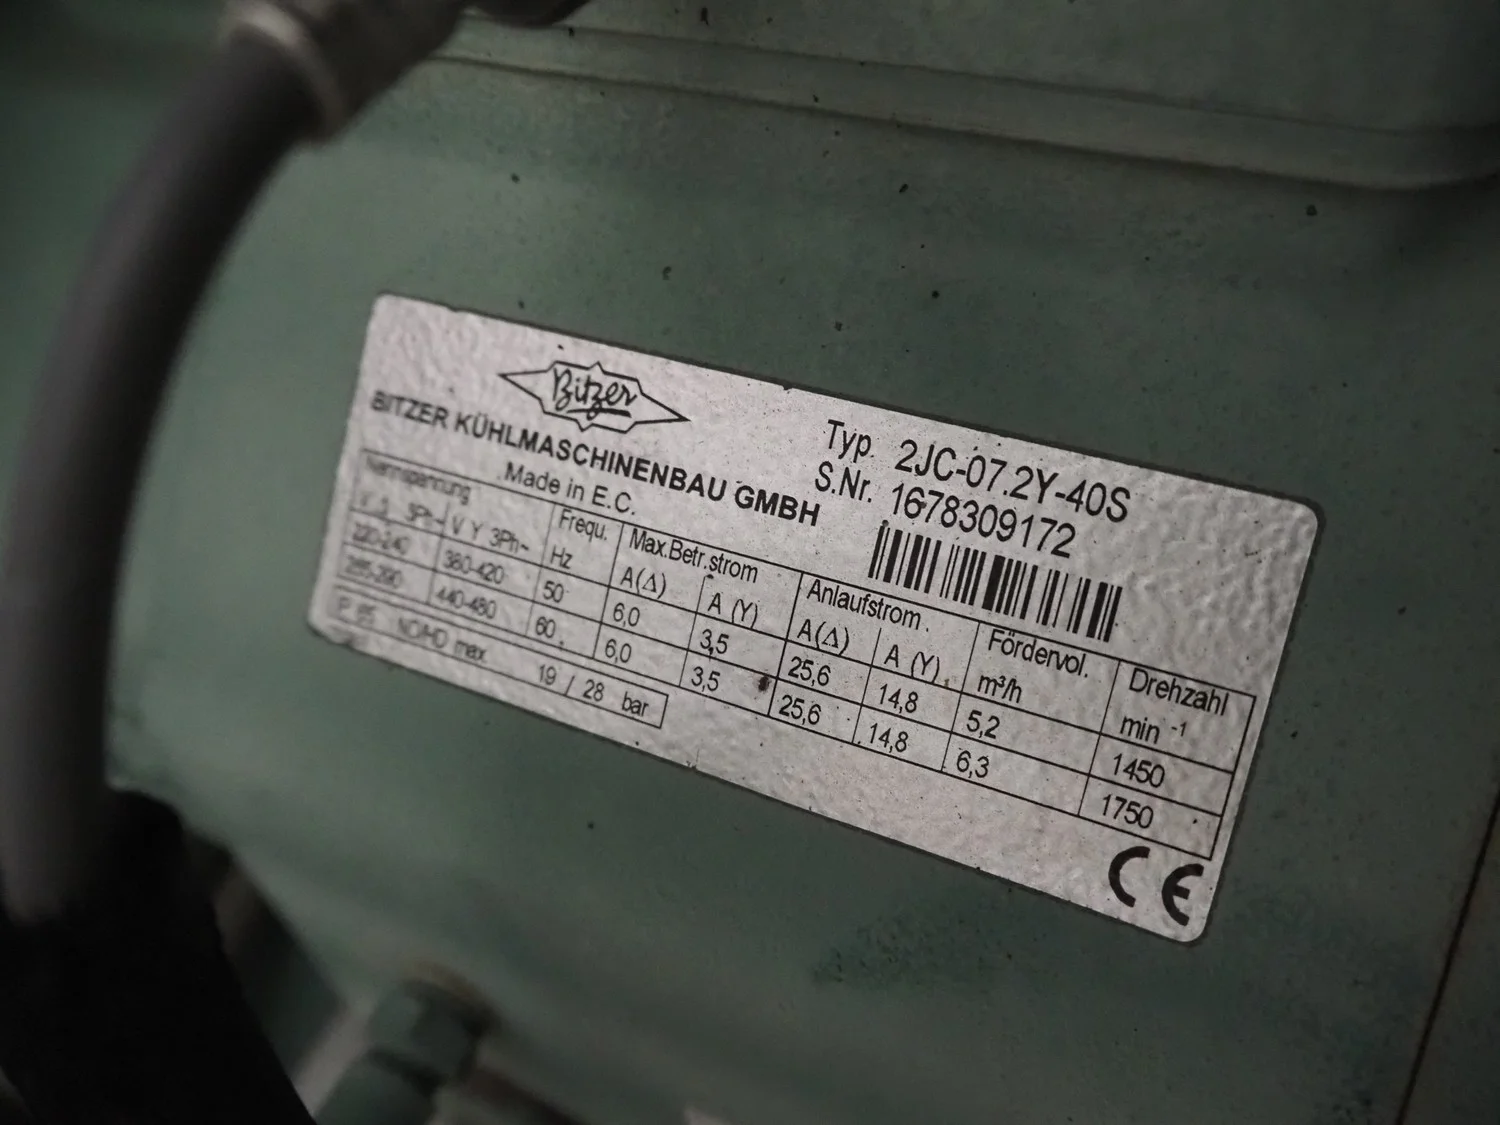 Bitzer
BITZER KÜHLMASCHINENBAU GMBH
Made in E.C.
Typ 2JC-07.2Y-40S
S.Nr. 1678309172
Nennspannung Frequ. Max.Betr.strom Anlaufstrom Fördervol. Drehzahl
V 3Ph~ V Y 3Ph~ Hz A(Δ) A (Y) A(Δ) A (Y) m³/h min -1
220-240 380-420 50 6,0 3,5 25,6 14,8 5,2 1450
265-290 440-480 60 6,0 3,5 25,6 14,8 6,3 1750
ND/HD max. 19 / 28 bar
CE